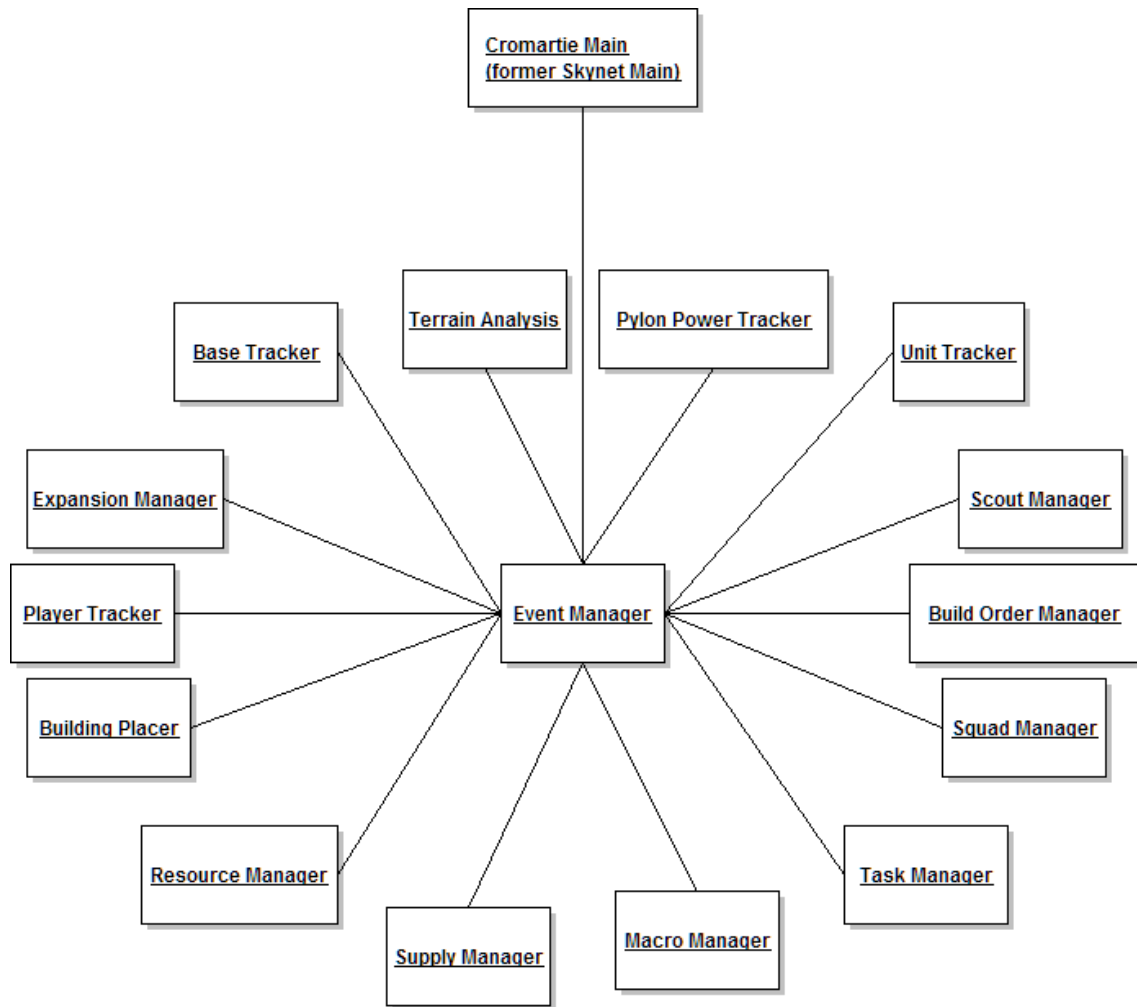 Cromartie Main
(former Skynet Main)
Terrain Analysis
Pylon Power Tracker
Base Tracker
Unit Tracker
Expansion Manager
Scout Manager
Player Tracker
Event Manager
Build Order Manager
Building Placer
Squad Manager
Resource Manager
Task Manager
Supply Manager
Macro Manager